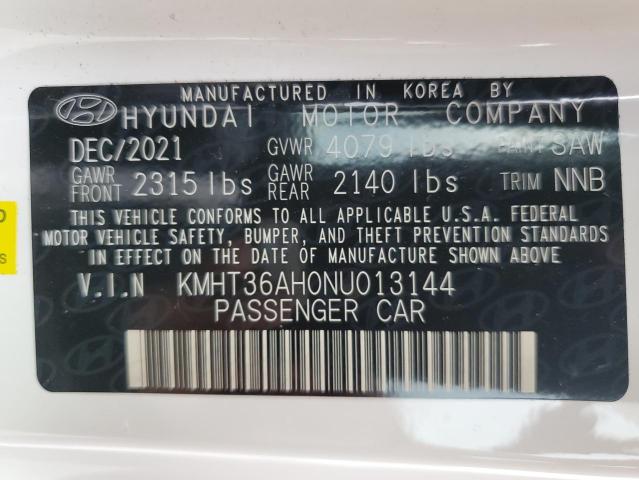 MANUFACTURED IN KOREA BY
HYUNDAI MOTOR COMPANY
DEC/2021 GVWR 4079 lbs PAINT SAW
GAWR FRONT 2315 lbs GAWR REAR 2140 lbs TRIM NNB
THIS VEHICLE CONFORMS TO ALL APPLICABLE U.S.A. FEDERAL
MOTOR VEHICLE SAFETY, BUMPER, AND THEFT PREVENTION STANDARDS
IN EFFECT ON THE DATE OF MANUFACTURE SHOWN ABOVE
V.I.N KMHT36AH0NU013144
PASSENGER CAR